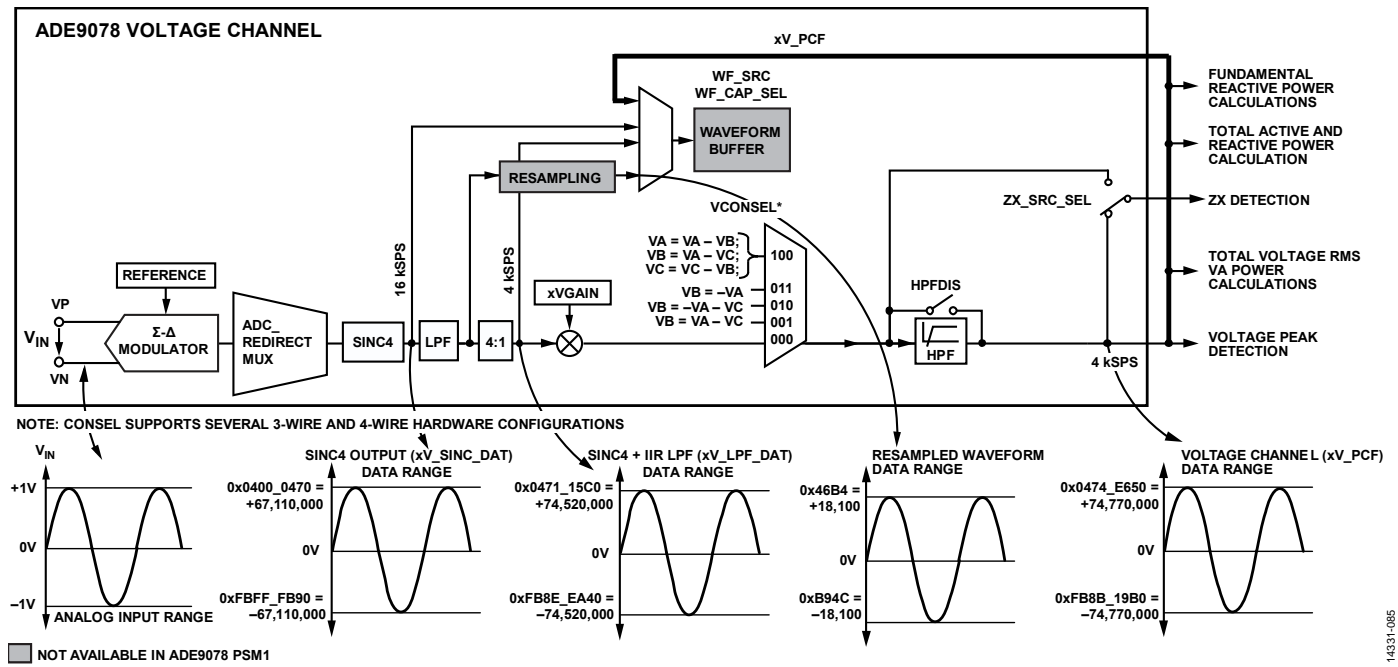 ADE9078 VOLTAGE CHANNEL
xV_PCF
WF_SRC
WF_CAP_SEL
WAVEFORM
BUFFER
RESAMPLING
FUNDAMENTAL
REACTIVE POWER
CALCULATIONS
TOTAL ACTIVE AND
REACTIVE POWER
CALCULATION
ZX_SRC_SEL
ZX DETECTION
VCONSEL*
16 kSPS
4 kSPS
VA = VA – VB;
VB = VA – VC;
VC = VC – VB;
100
VB = –VA
011
VB = –VA – VC
010
VB = VA – VC
001
000
TOTAL VOLTAGE RMS
VA POWER
CALCULATIONS
REFERENCE
VP
VIN
VN
Σ-Δ
MODULATOR
ADC_
REDIRECT
MUX
SINC4
LPF
4:1
xVGAIN
HPFDIS
HPF
4 kSPS
VOLTAGE PEAK
DETECTION
NOTE: CONSEL SUPPORTS SEVERAL 3-WIRE AND 4-WIRE HARDWARE CONFIGURATIONS
VIN
+1V
0V
–1V
ANALOG INPUT RANGE
SINC4 OUTPUT (xV_SINC_DAT)
DATA RANGE
0x0400_0470 =
+67,110,000
0V
0xFBFF_FB90 =
–67,110,000
SINC4 + IIR LPF (xV_LPF_DAT)
DATA RANGE
0x0471_15C0 =
+74,520,000
0V
0xFB8E_EA40 =
–74,520,000
RESAMPLED WAVEFORM
DATA RANGE
0x46B4 =
+18,100
0V
0xB94C =
–18,100
VOLTAGE CHANNEL (xV_PCF)
DATA RANGE
0x0474_E650 =
+74,770,000
0V
0xFB8B_19B0 =
–74,770,000
NOT AVAILABLE IN ADE9078 PSM1
14331-085